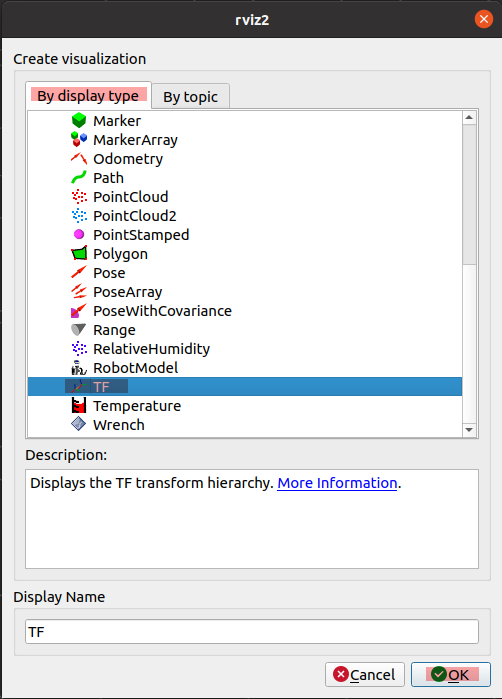 rviz2
Create visualization
By display type
By topic
Marker
MarkerArray
Odometry
Path
PointCloud
PointCloud2
PointStamped
Polygon
Pose
PoseArray
PoseWithCovariance
Range
RelativeHumidity
RobotModel
TF
Temperature
Wrench
Description:
Displays the TF transform hierarchy. More Information.
Display Name
TF
Cancel
OK